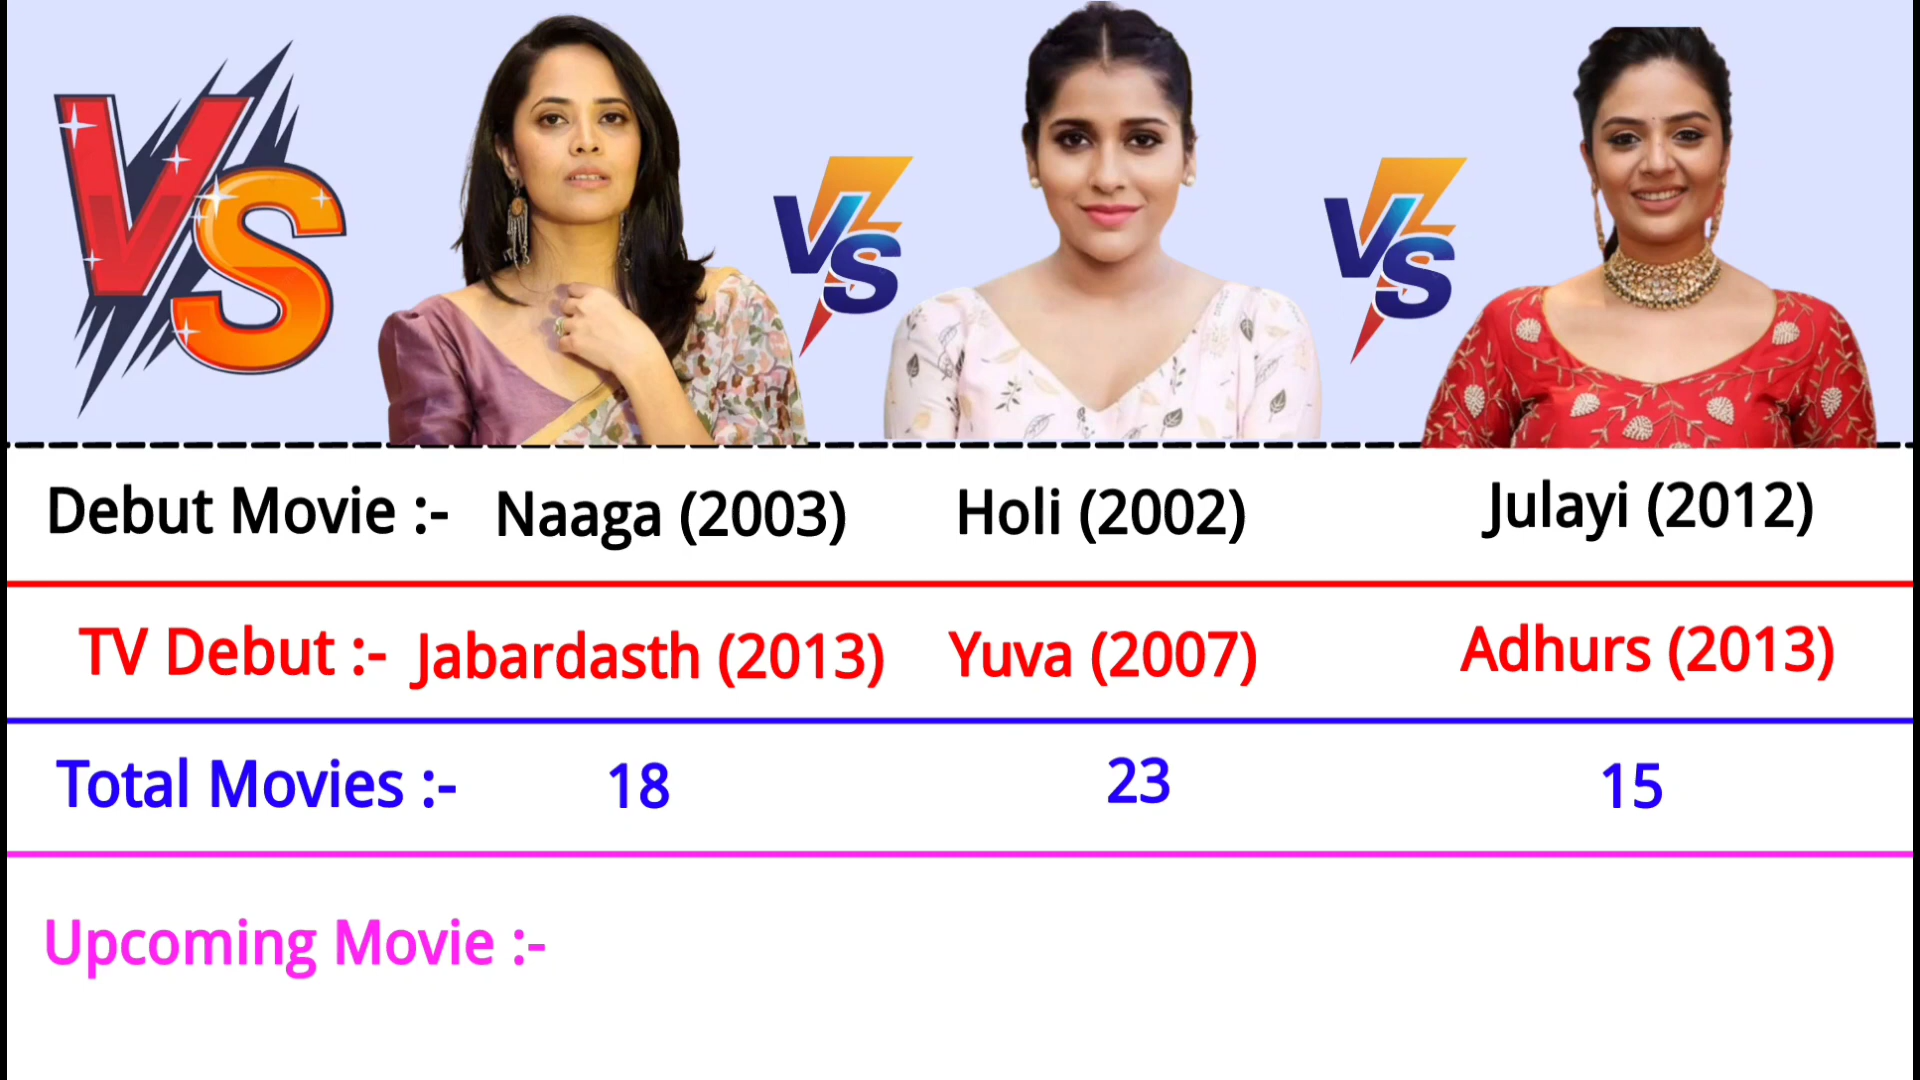 VS
VS
VS
Debut Movie :- Naaga (2003) Holi (2002) Julayi (2012)
TV Debut :- Jabardasth (2013) Yuva (2007) Adhurs (2013)
Total Movies :- 18 23 15
Upcoming Movie :-